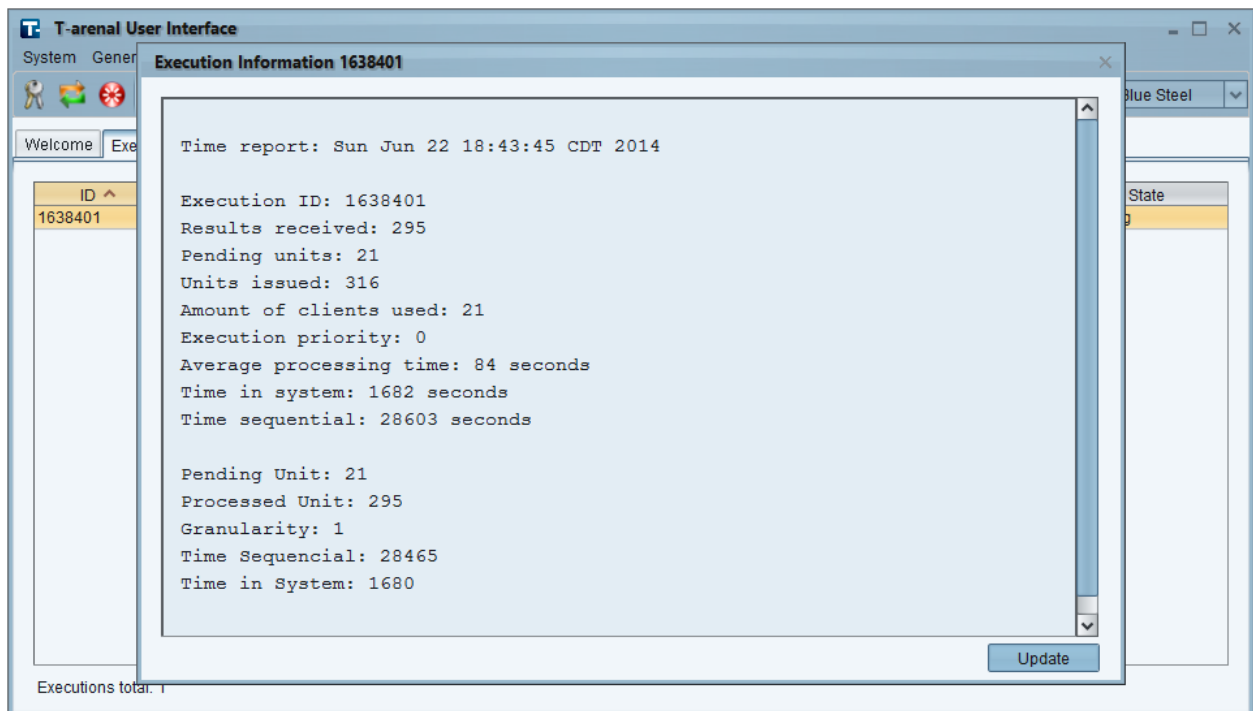 T-arenal User Interface
System Gener
Execution Information 1638401
Blue Steel
Welcome Exe
Time report: Sun Jun 22 18:43:45 CDT 2014
ID
State
1638401
g
Execution ID: 1638401
Results received: 295
Pending units: 21
Units issued: 316
Amount of clients used: 21
Execution priority: 0
Average processing time: 84 seconds
Time in system: 1682 seconds
Time sequential: 28603 seconds
Pending Unit: 21
Processed Unit: 295
Granularity: 1
Time Sequencial: 28465
Time in System: 1680
Update
Executions total: 1